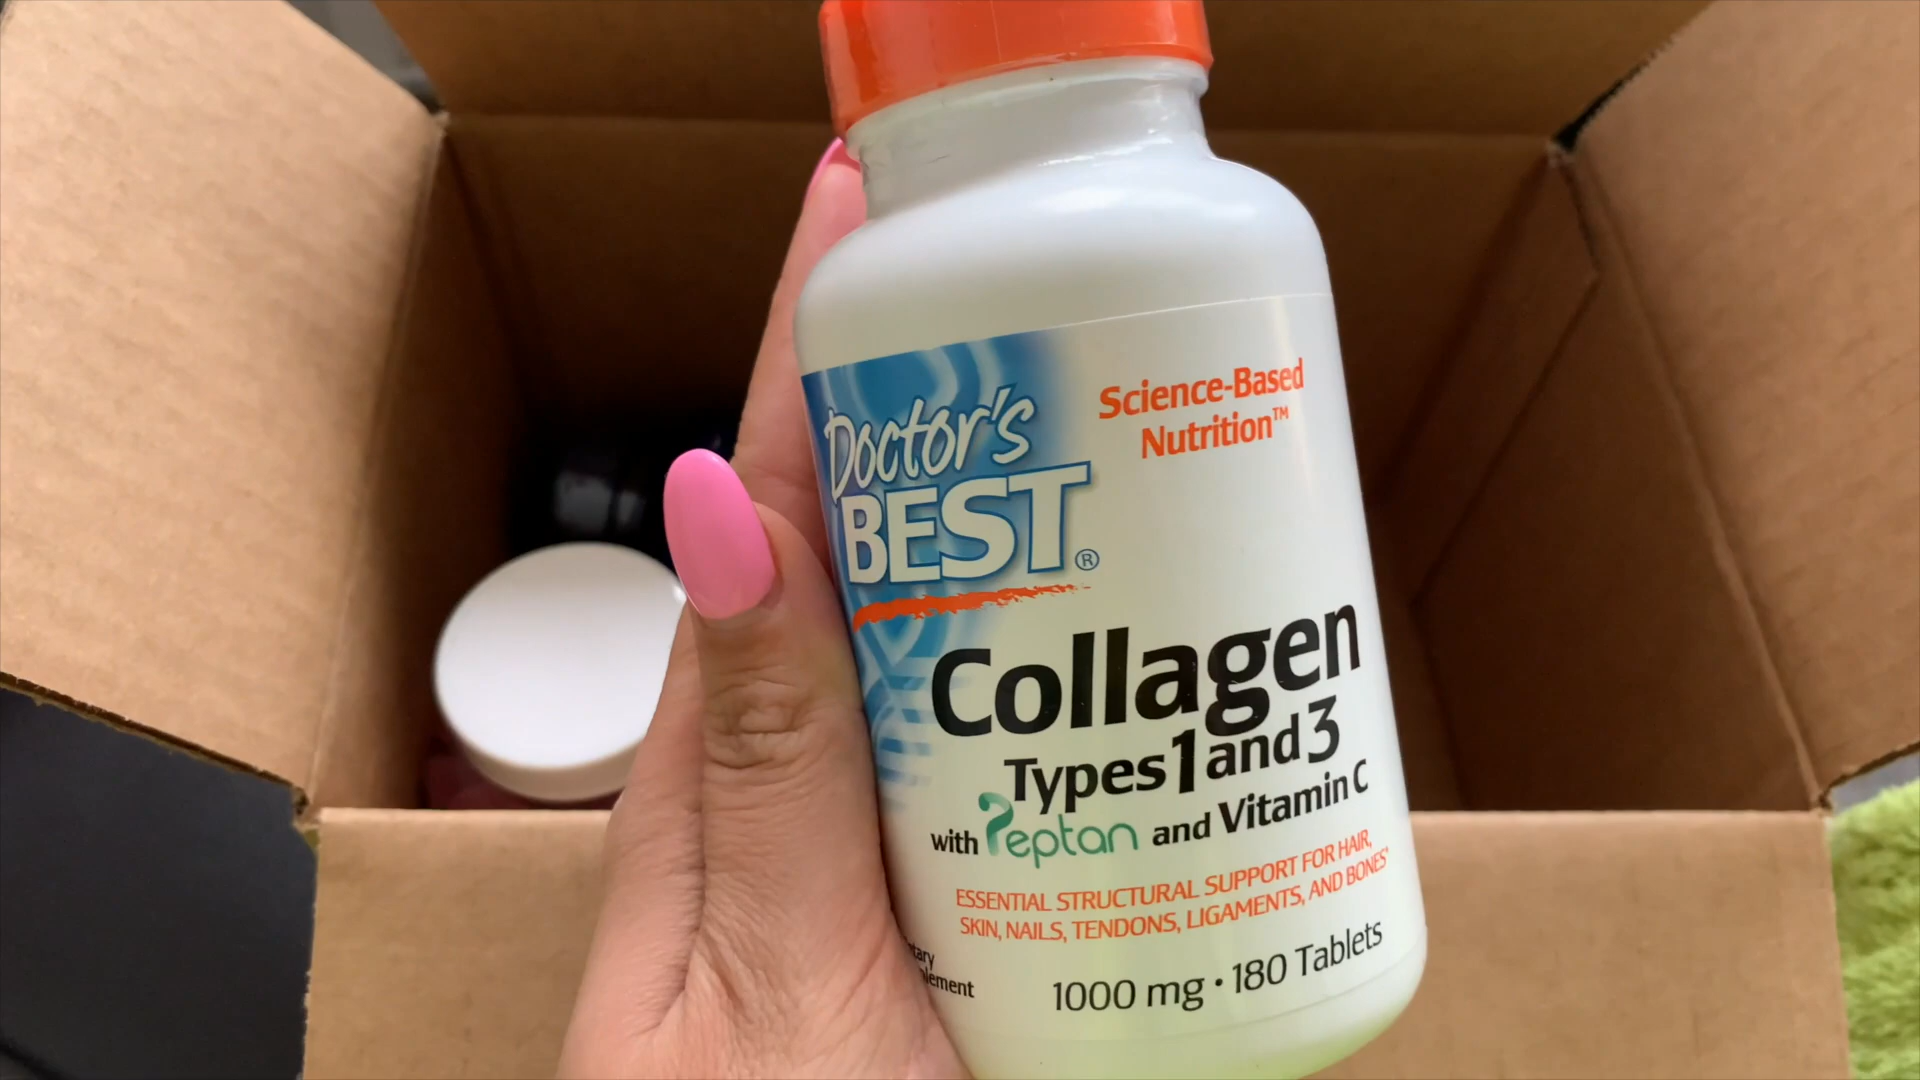 Doctor's
BEST®
Science-Based
Nutrition™
Collagen
Types 1 and 3
with Peptan and Vitamin C
ESSENTIAL STRUCTURAL SUPPORT FOR HAIR,
SKIN, NAILS, TENDONS, LIGAMENTS, AND BONES*
1000 mg • 180 Tablets